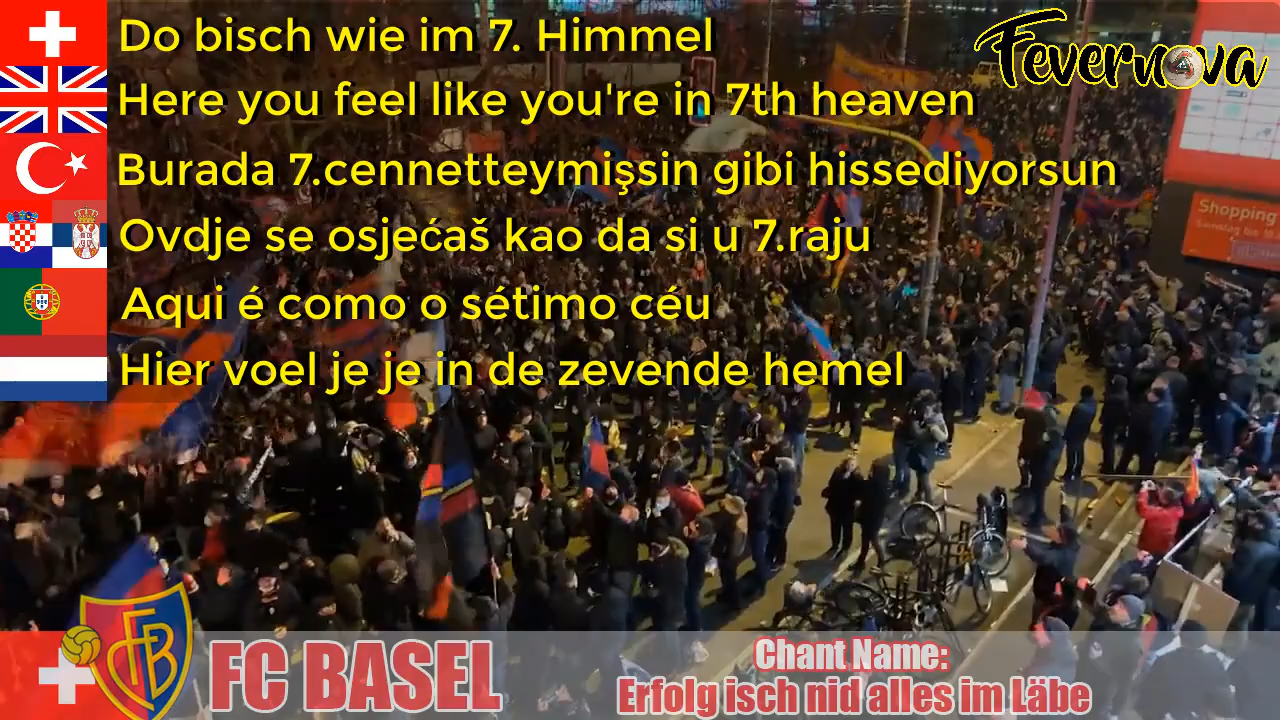 Do bisch wie im 7. Himmel
Fevernova
Here you feel like you're in 7th heaven
Burada 7.cennetteymişsin gibi hissediyorsun
Ovdje se osjećaš kao da si u 7.raju
Shopping
Aqui é como o sétimo céu
Hier voel je je in de zevende hemel
FCB
FC BASEL
Chant Name:
Erfolg isch nid alles im Läbe